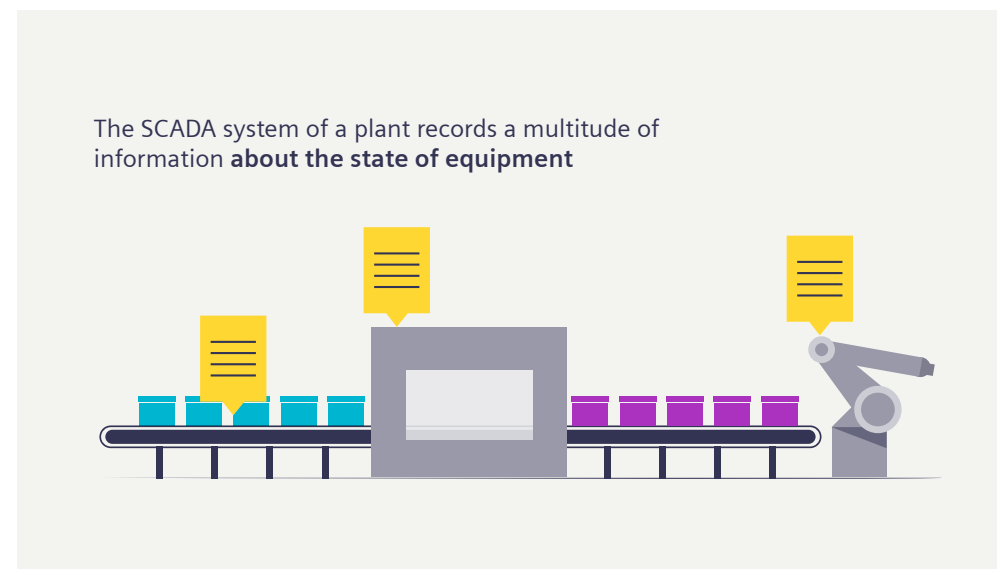 The SCADA system of a plant records a multitude of
information about the state of equipment